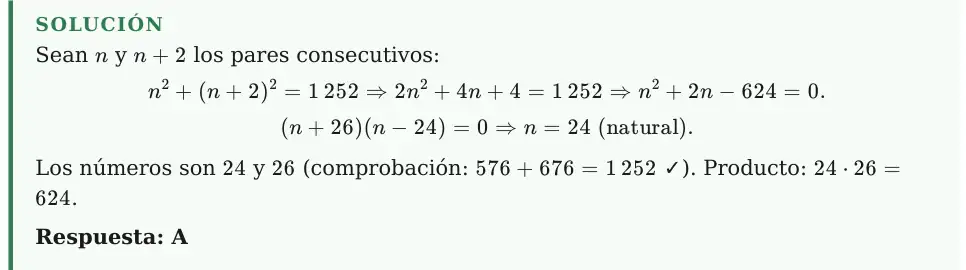 SOLUCIÓN
Sean n y n + 2 los pares consecutivos:
n² + (n + 2)² = 1 252 ⇒ 2n² + 4n + 4 = 1 252 ⇒ n² + 2n − 624 = 0.
(n + 26)(n − 24) = 0 ⇒ n = 24 (natural).
Los números son 24 y 26 (comprobación: 576 + 676 = 1 252 ✓). Producto: 24 · 26 =
624.
Respuesta: A